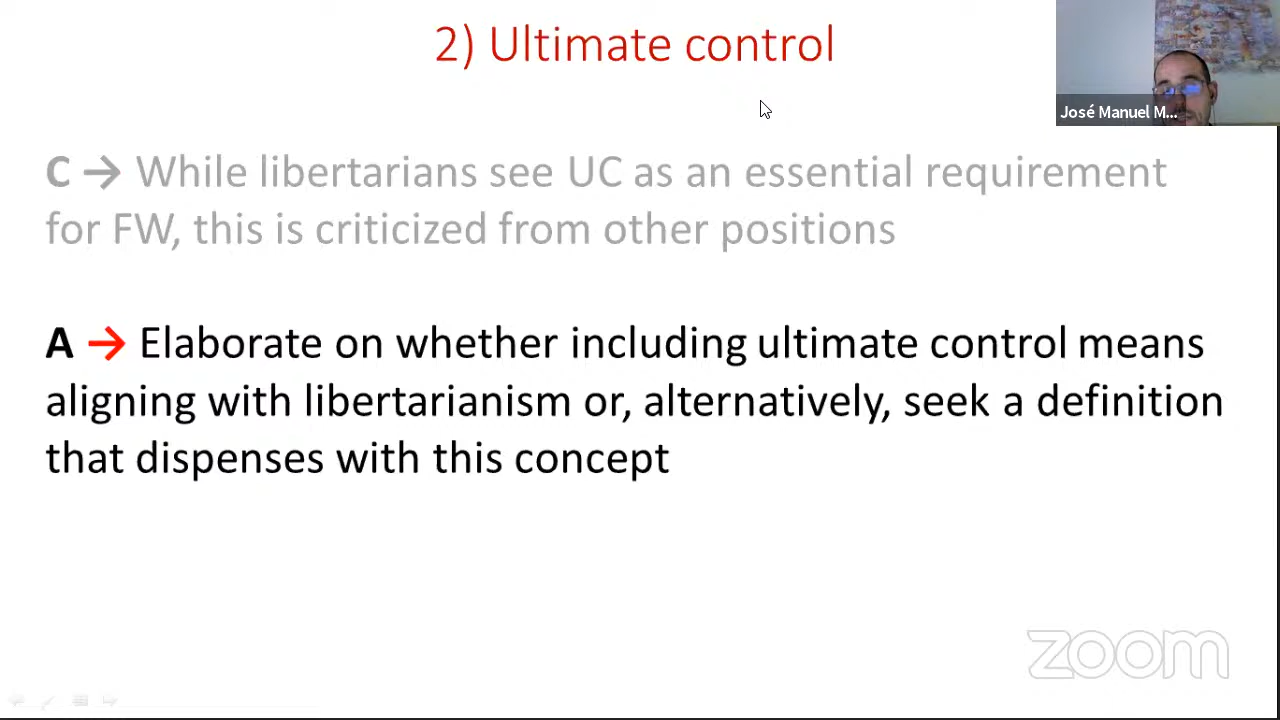 2) Ultimate control
José Manuel M...
C → While libertarians see UC as an essential requirement
for FW, this is criticized from other positions
A → Elaborate on whether including ultimate control means
aligning with libertarianism or, alternatively, seek a definition
that dispenses with this concept
zoom